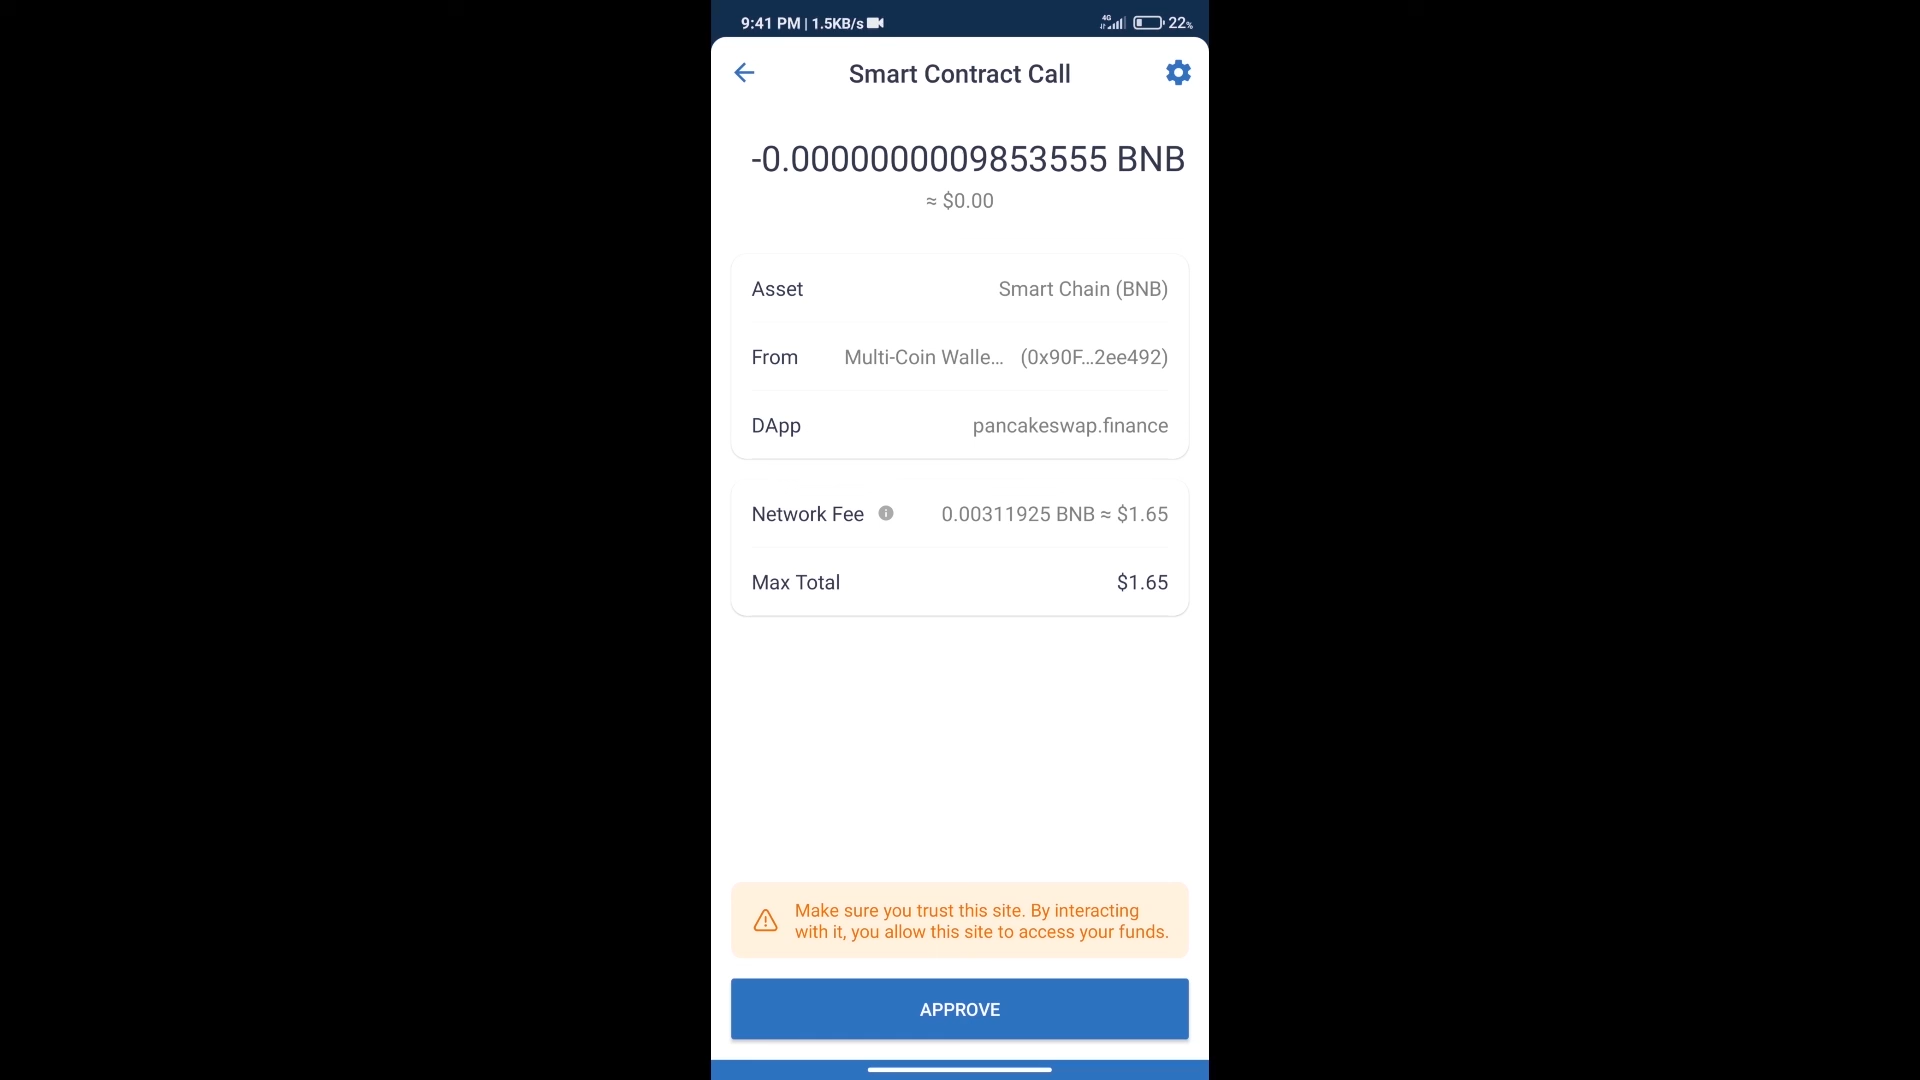 9:41 PM | 1.5KB/s 4G 22%
Smart Contract Call
-0.0000000009853555 BNB
≈ $0.00
Asset Smart Chain (BNB)
From Multi-Coin Walle... (0x90F...2ee492)
DApp pancakeswap.finance
Network Fee 0.00311925 BNB ≈ $1.65
Max Total $1.65
Make sure you trust this site. By interacting
with it, you allow this site to access your funds.
APPROVE